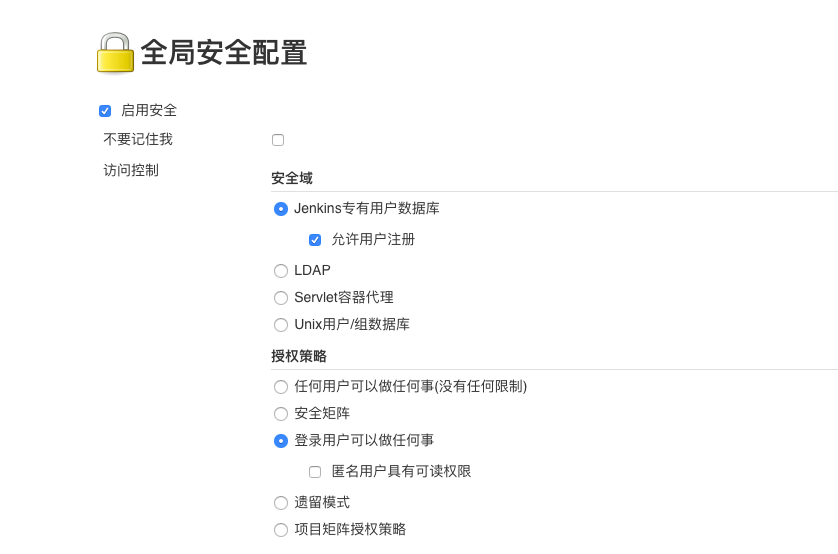 全局安全配置
启用安全
不要记住我
访问控制
安全域
Jenkins专有用户数据库
允许用户注册
LDAP
Servlet容器代理
Unix用户/组数据库
授权策略
任何用户可以做任何事(没有任何限制)
安全矩阵
登录用户可以做任何事
匿名用户具有可读权限
遗留模式
项目矩阵授权策略